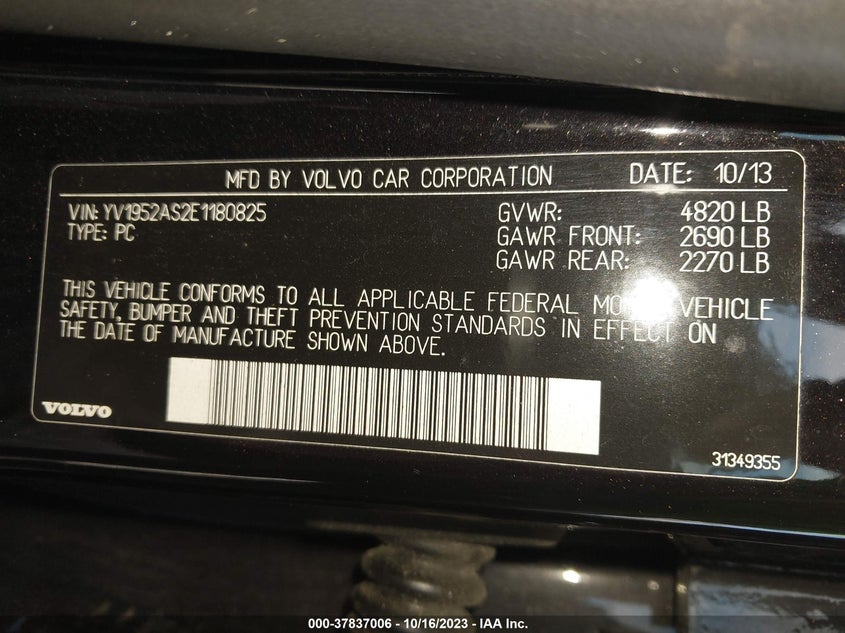 MFD BY VOLVO CAR CORPORATION DATE: 10/13
VIN: YV1952AS2E1180825 GVWR: 4820 LB
TYPE: PC GAWR FRONT: 2690 LB
GAWR REAR: 2270 LB
THIS VEHICLE CONFORMS TO ALL APPLICABLE FEDERAL VEHICLE
SAFETY, BUMPER AND THEFT PREVENTION STANDARDS IN EFFECT ON
THE DATE OF MANUFACTURE SHOWN ABOVE.
VOLVO
31349355
000-37837006 - 10/16/2023 - IAA Inc.